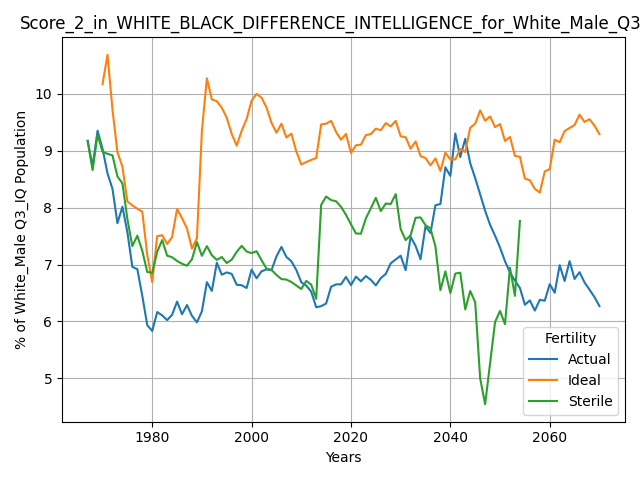 Score_2_in_WHITE_BLACK_DIFFERENCE_INTELLIGENCE_for_White_Male_Q3
% of White_Male Q3_IQ Population
10
9
8
7
6
5
1980 2000 2020 2040 2060
Years
Fertility
Actual
Ideal
Sterile